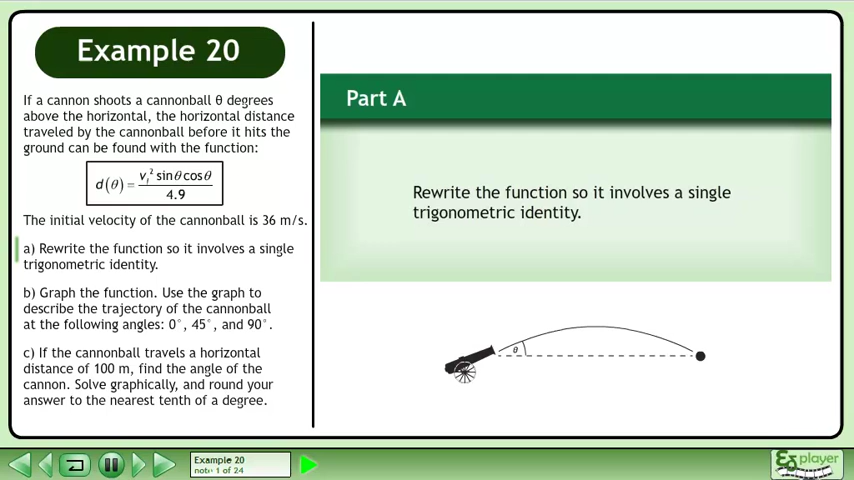 Example 20
If a cannon shoots a cannonball θ degrees
above the horizontal, the horizontal distance
traveled by the cannonball before it hits the
ground can be found with the function:
d(θ) = vᵢ² sinθ cosθ / 4.9
The initial velocity of the cannonball is 36 m/s.
a) Rewrite the function so it involves a single
trigonometric identity.
b) Graph the function. Use the graph to
describe the trajectory of the cannonball
at the following angles: 0°, 45°, and 90°.
c) If the cannonball travels a horizontal
distance of 100 m, find the angle of the
cannon. Solve graphically, and round your
answer to the nearest tenth of a degree.
Part A
Rewrite the function so it involves a single
trigonometric identity.
θ
Example 20
note 1 of 24
player